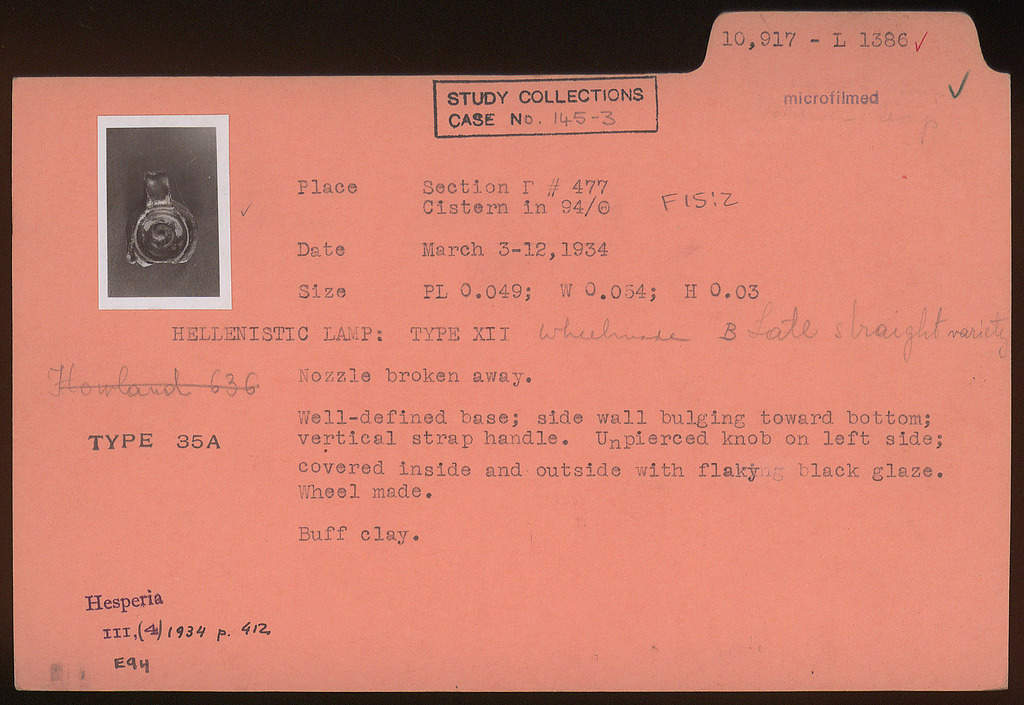 10,917 - L 1386 ✓
microfilmed
STUDY COLLECTIONS
CASE No. 145-3
Place Section Γ # 477
Cistern in 94/Θ
F15:2
Date March 3-12,1934
Size PL 0.049; W 0.054; H 0.03
HELLENISTIC LAMP: TYPE XII Wheelmade B Late straight variety
Howland 636
Nozzle broken away.
TYPE 35A
Well-defined base; side wall bulging toward bottom;
vertical strap handle. Unpierced knob on left side;
covered inside and outside with flaky black glaze.
Wheel made.
Buff clay.
Hesperia
III,(4) 1934 p. 412
E94